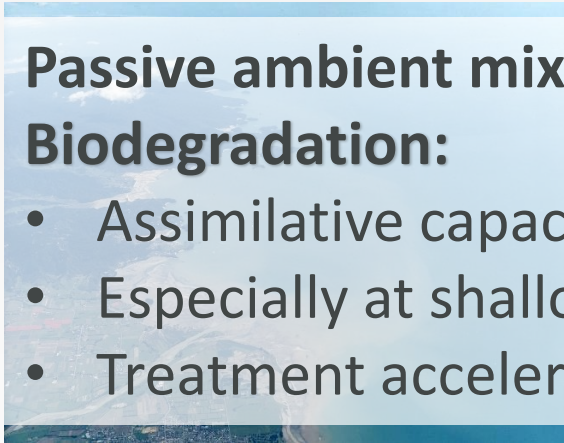 Passive ambient mix
Biodegradation:
• Assimilative capac
• Especially at shallo
• Treatment acceler